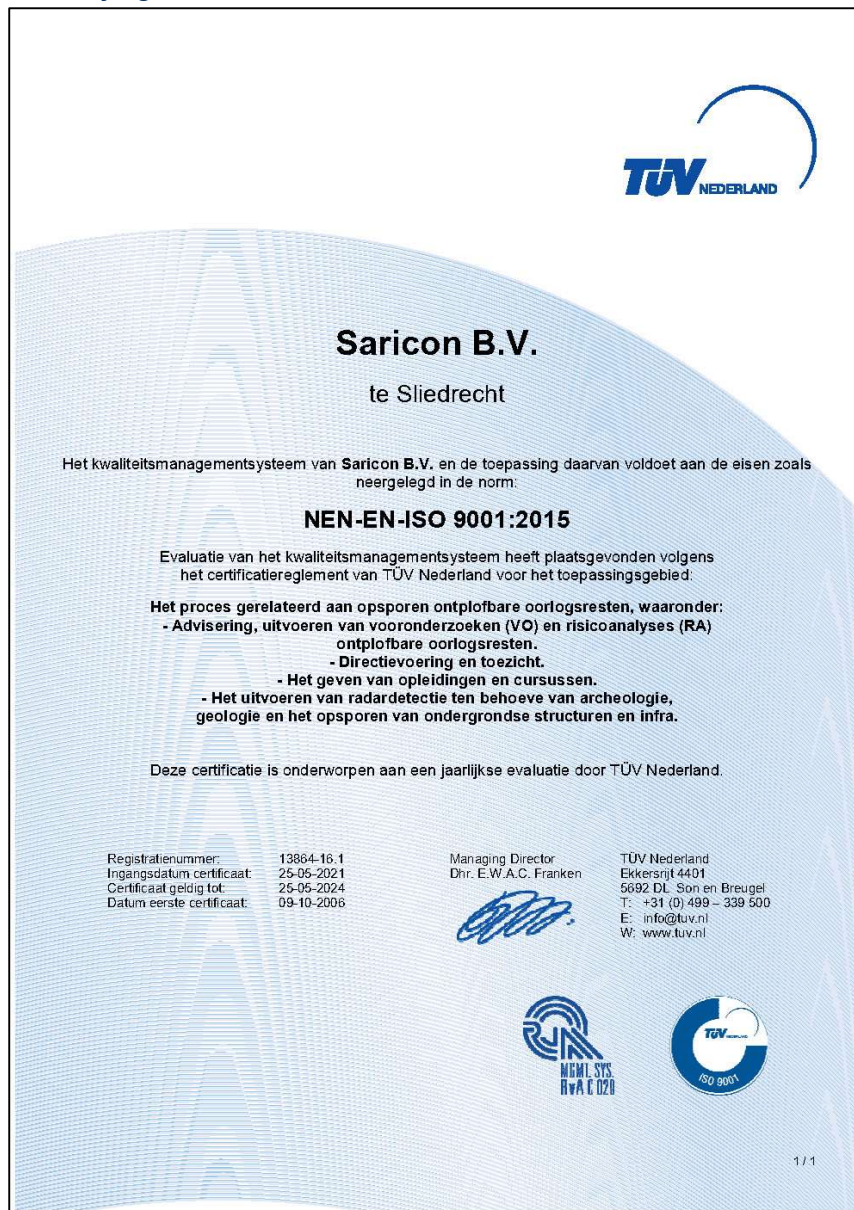 TÜV NEDERLAND
Saricon B.V.
te Sliedrecht
Het kwaliteitsmanagementsysteem van Saricon B.V. en de toepassing daarvan voldoet aan de eisen zoals
neergelegd in de norm:
NEN-EN-ISO 9001:2015
Evaluatie van het kwaliteitsmanagementsysteem heeft plaatsgevonden volgens
het certificatiereglement van TÜV Nederland voor het toepassingsgebied:
Het proces gerelateerd aan opsporen ontplofbare oorlogsresten, waaronder:
- Advisering, uitvoeren van vooronderzoeken (VO) en risicoanalyses (RA)
ontplofbare oorlogsresten.
- Directievoering en toezicht.
- Het geven van opleidingen en cursussen.
- Het uitvoeren van radardetectie ten behoeve van archeologie,
geologie en het opsporen van ondergrondse structuren en infra.
Deze certificatie is onderworpen aan een jaarlijkse evaluatie door TÜV Nederland.
Registratienummer: 13864-16.1
Ingangsdatum certificaat: 25-05-2021
Certificaat geldig tot: 25-05-2024
Datum eerste certificaat: 09-10-2006
Managing Director
Dhr. E.W.A.C. Franken
TÜV Nederland
Ekkersrijt 4401
5692 DL Son en Breugel
T: +31 (0) 499 – 339 500
E: info@tuv.nl
W: www.tuv.nl
MGMT. SYS.
RvA C 028
TÜV NEDERLAND
ISO 9001
1 / 1